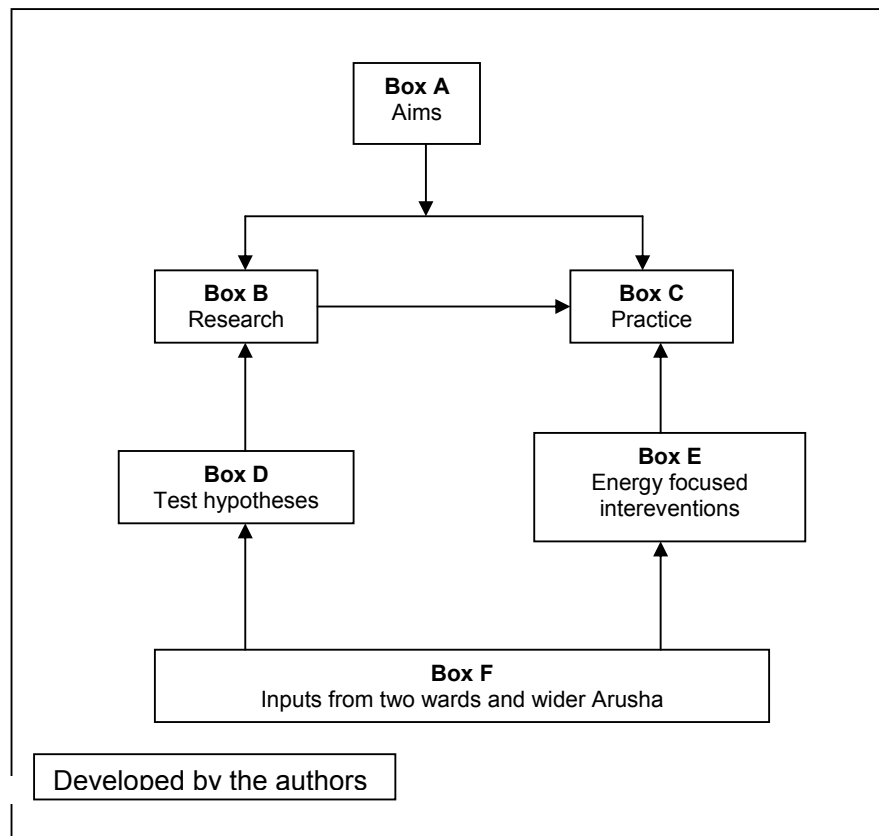 Box A
Aims
Box B
Research
Box C
Practice
Box D
Test hypotheses
Box E
Energy focused
intereventions
Box F
Inputs from two wards and wider Arusha
Developed by the authors